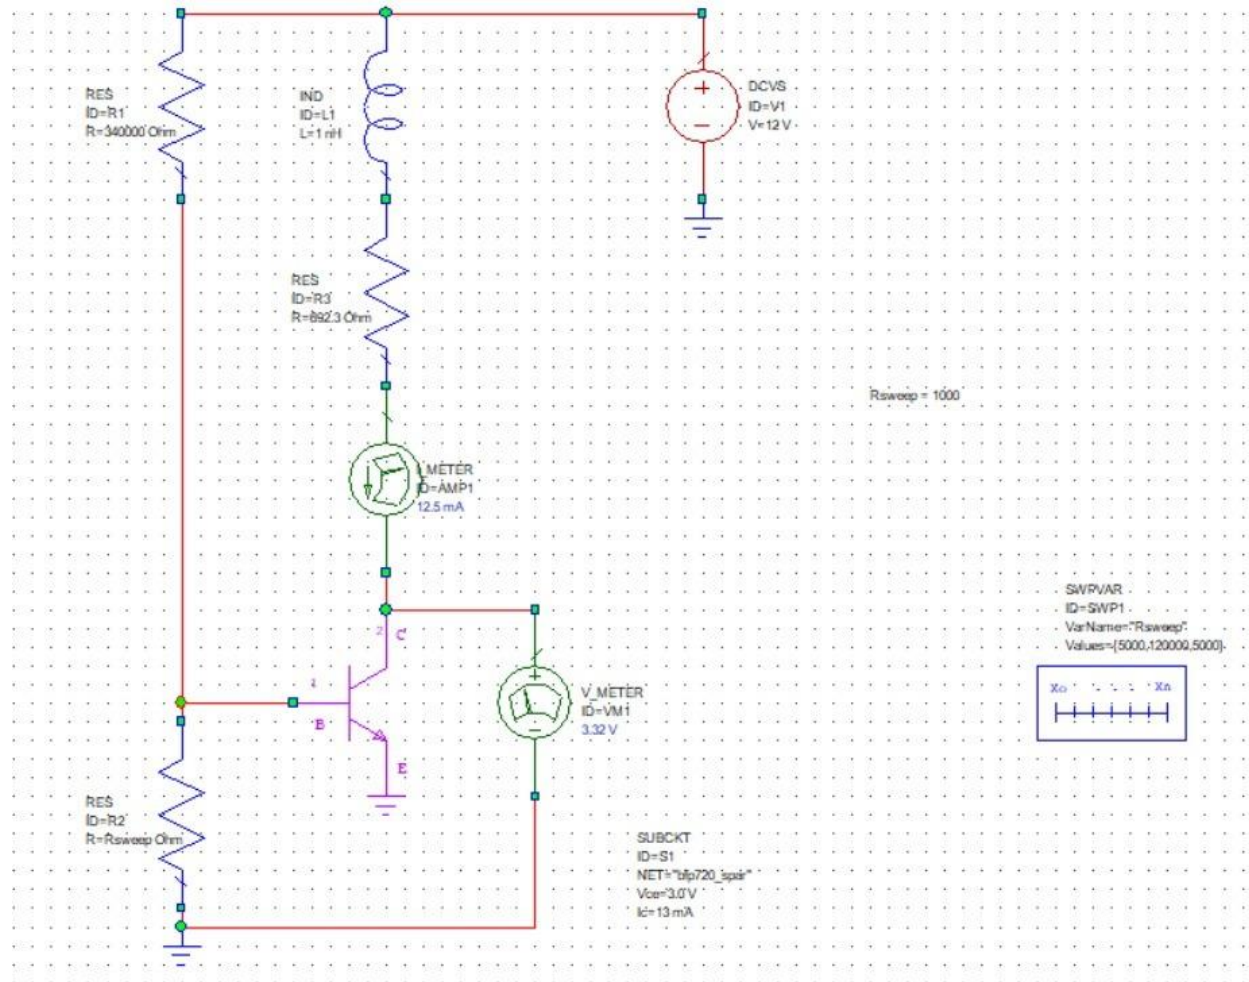 RES
ID=R1
R=340000 Ohm
IND
ID=L1
L=1 nH
DCVS
ID=V1
V=12 V
RES
ID=R3
R=692.3 Ohm
Rsweep = 1000
I_METER
ID=AMP1
12.5 mA
2
C
1
B
E
V_METER
ID=VM1
3.32 V
SWPVAR
ID=SWP1
VarName="Rsweep"
Values={5000,120000,5000}
Xo
Xn
RES
ID=R2
R=Rsweep Ohm
SUBCKT
ID=S1
NET="bfp720_spar"
Vce=3.0 V
Ic=13 mA